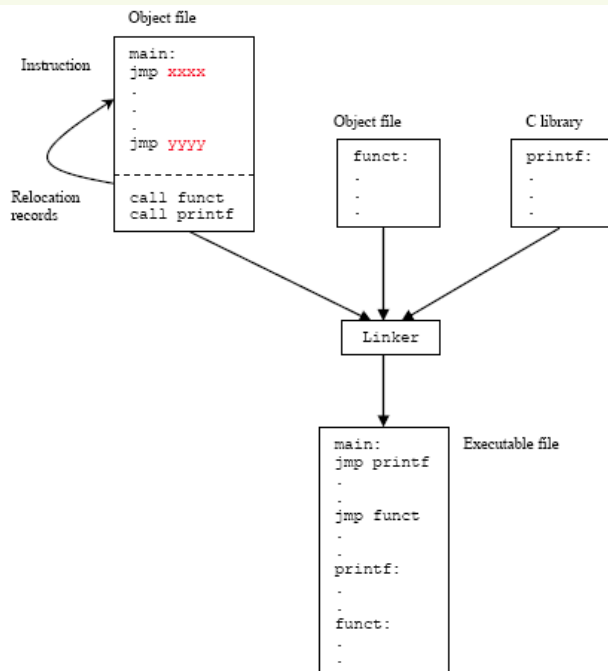 Object file
Instruction
main:
jmp xxxx
.
.
.
jmp yyyy
Relocation
records
call funct
call printf
Object file
funct:
.
.
.
C library
printf:
.
.
.
Linker
Executable file
main:
jmp printf
.
.
jmp funct
.
.
printf:
.
.
funct:
.
.